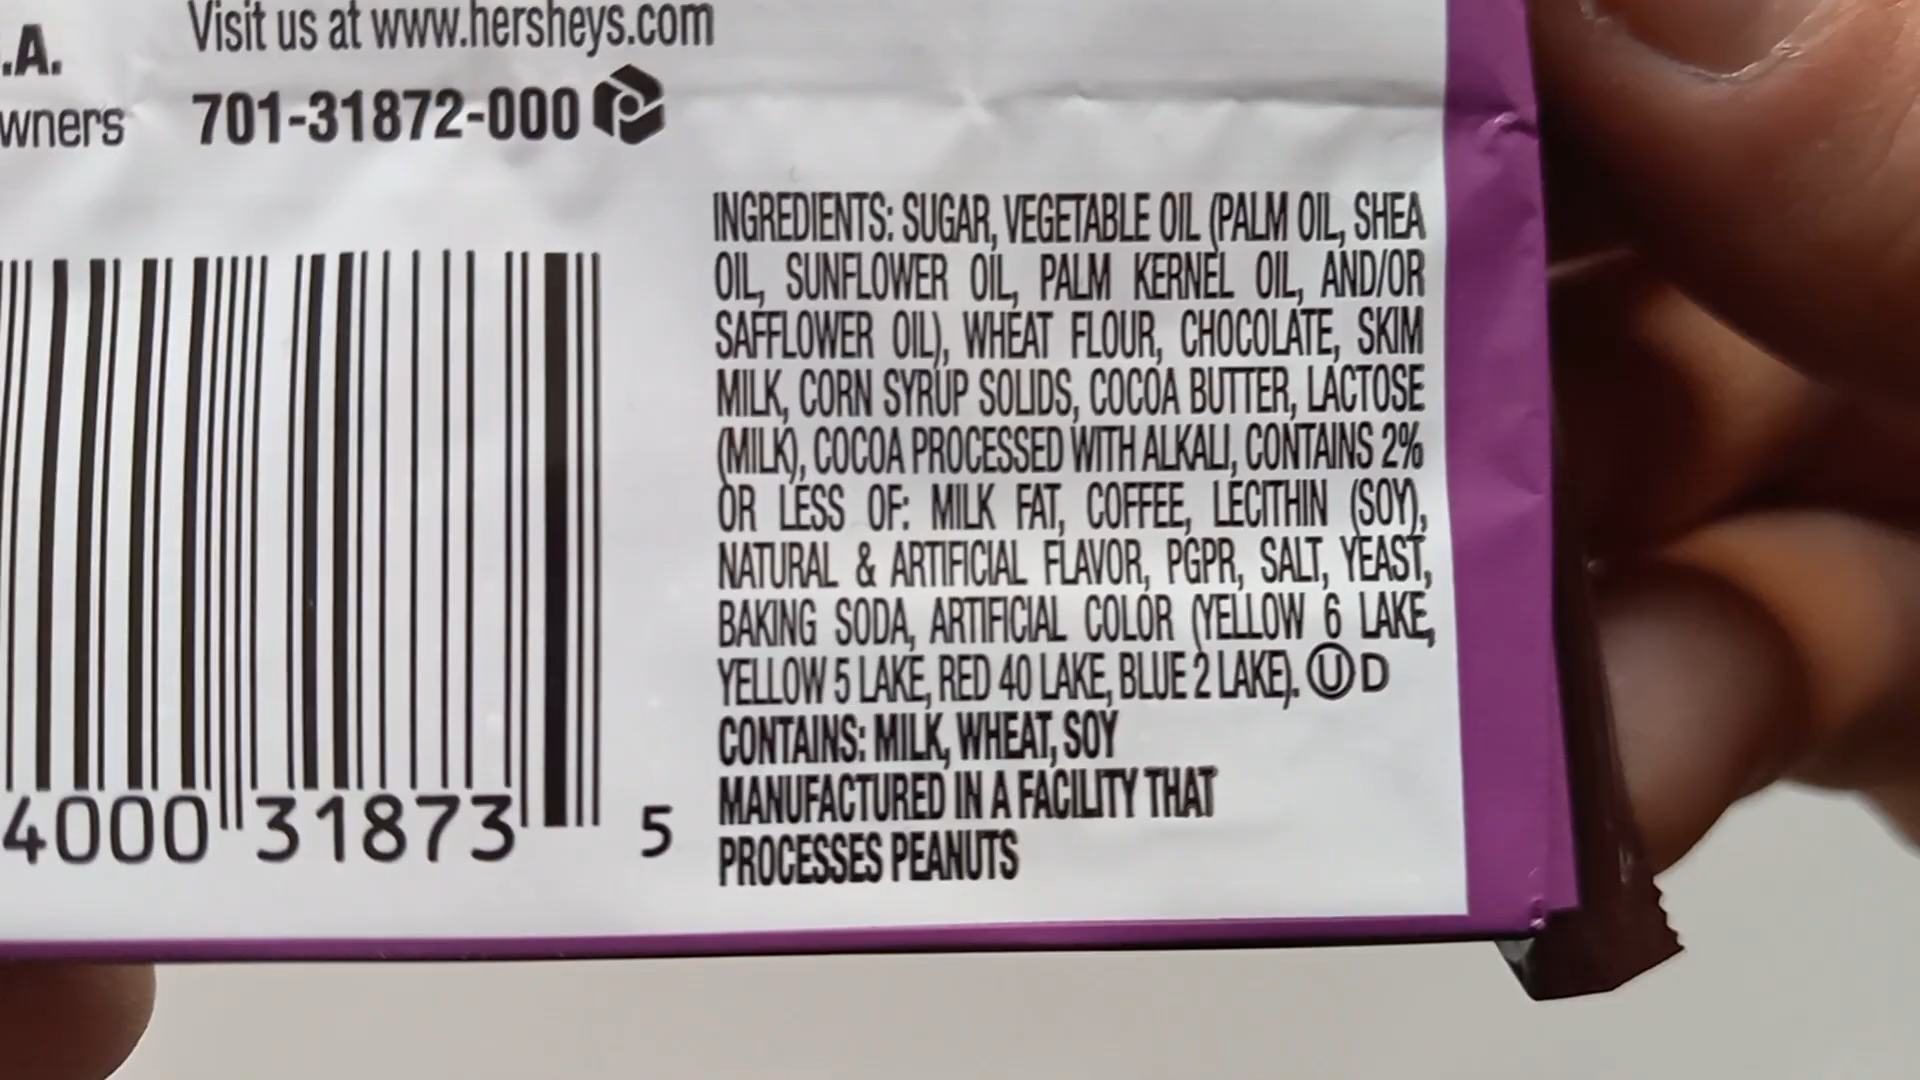 .A.
Visit us at www.hersheys.com
wners
701-31872-000
INGREDIENTS: SUGAR, VEGETABLE OIL (PALM OIL, SHEA
OIL, SUNFLOWER OIL, PALM KERNEL OIL, AND/OR
SAFFLOWER OIL), WHEAT FLOUR, CHOCOLATE, SKIM
MILK, CORN SYRUP SOLIDS, COCOA BUTTER, LACTOSE
(MILK), COCOA PROCESSED WITH ALKALI, CONTAINS 2%
OR LESS OF: MILK FAT, COFFEE, LECITHIN (SOY),
NATURAL & ARTIFICIAL FLAVOR, PGPR, SALT, YEAST,
BAKING SODA, ARTIFICIAL COLOR (YELLOW 6 LAKE,
YELLOW 5 LAKE, RED 40 LAKE, BLUE 2 LAKE). Ⓤ D
CONTAINS: MILK, WHEAT, SOY
MANUFACTURED IN A FACILITY THAT
PROCESSES PEANUTS
4000 31873 5